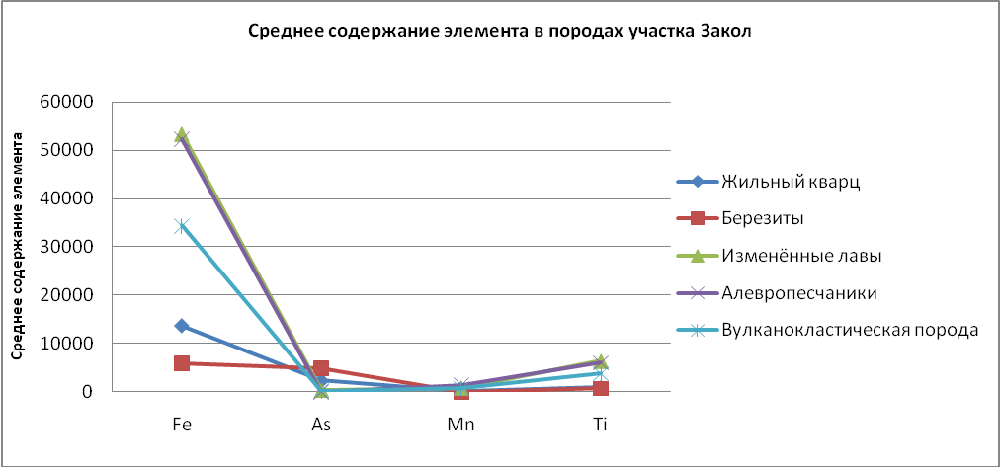 Среднее содержание элемента в породах участка Закол
Среднее содержание элемента
60000
50000
40000
30000
20000
10000
0
Fe As Mn Ti
Жильный кварц
Березиты
Изменённые лавы
Алевропесчаники
Вулканокластическая порода